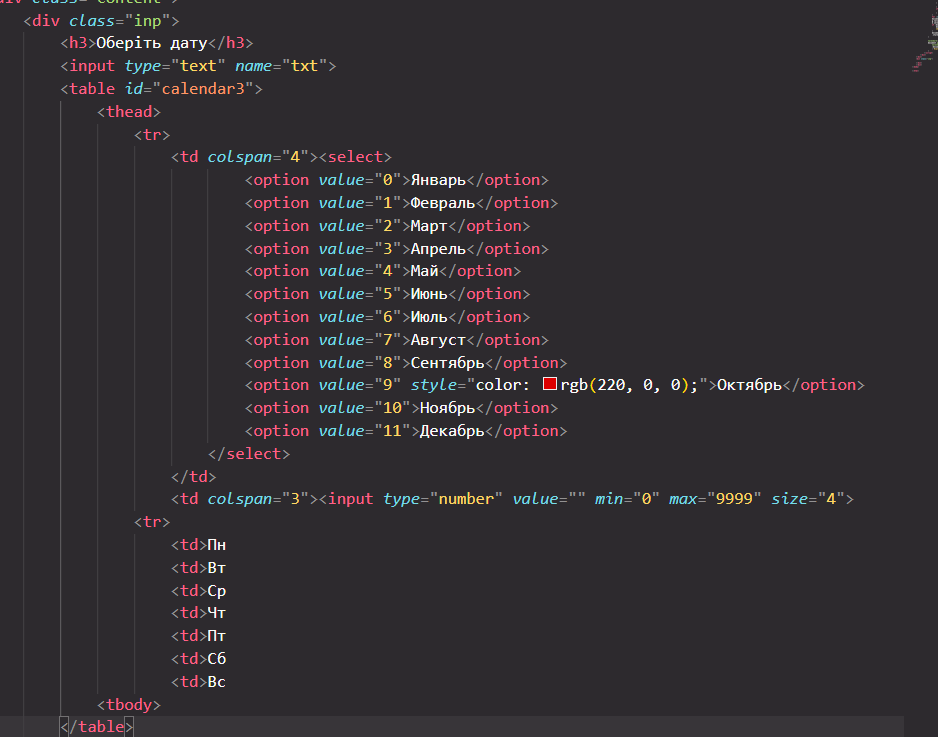 <div class="content">
<div class="inp">
<h3>Оберіть дату</h3>
<input type="text" name="txt">
<table id="calendar3">
<thead>
<tr>
<td colspan="4"><select>
<option value="0">Январь</option>
<option value="1">Февраль</option>
<option value="2">Март</option>
<option value="3">Апрель</option>
<option value="4">Май</option>
<option value="5">Июнь</option>
<option value="6">Июль</option>
<option value="7">Август</option>
<option value="8">Сентябрь</option>
<option value="9" style="color: rgb(220, 0, 0);">Октябрь</option>
<option value="10">Ноябрь</option>
<option value="11">Декабрь</option>
</select>
</td>
<td colspan="3"><input type="number" value="" min="0" max="9999" size="4">
<tr>
<td>Пн
<td>Вт
<td>Ср
<td>Чт
<td>Пт
<td>Сб
<td>Вс
<tbody>
</table>